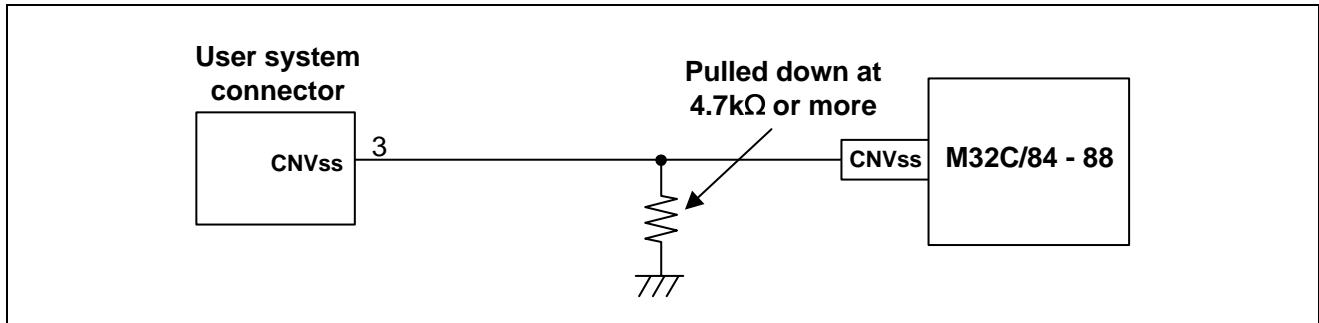 User system
connector
CNVss
3
Pulled down at
4.7kΩ or more
CNVss
M32C/84 - 88